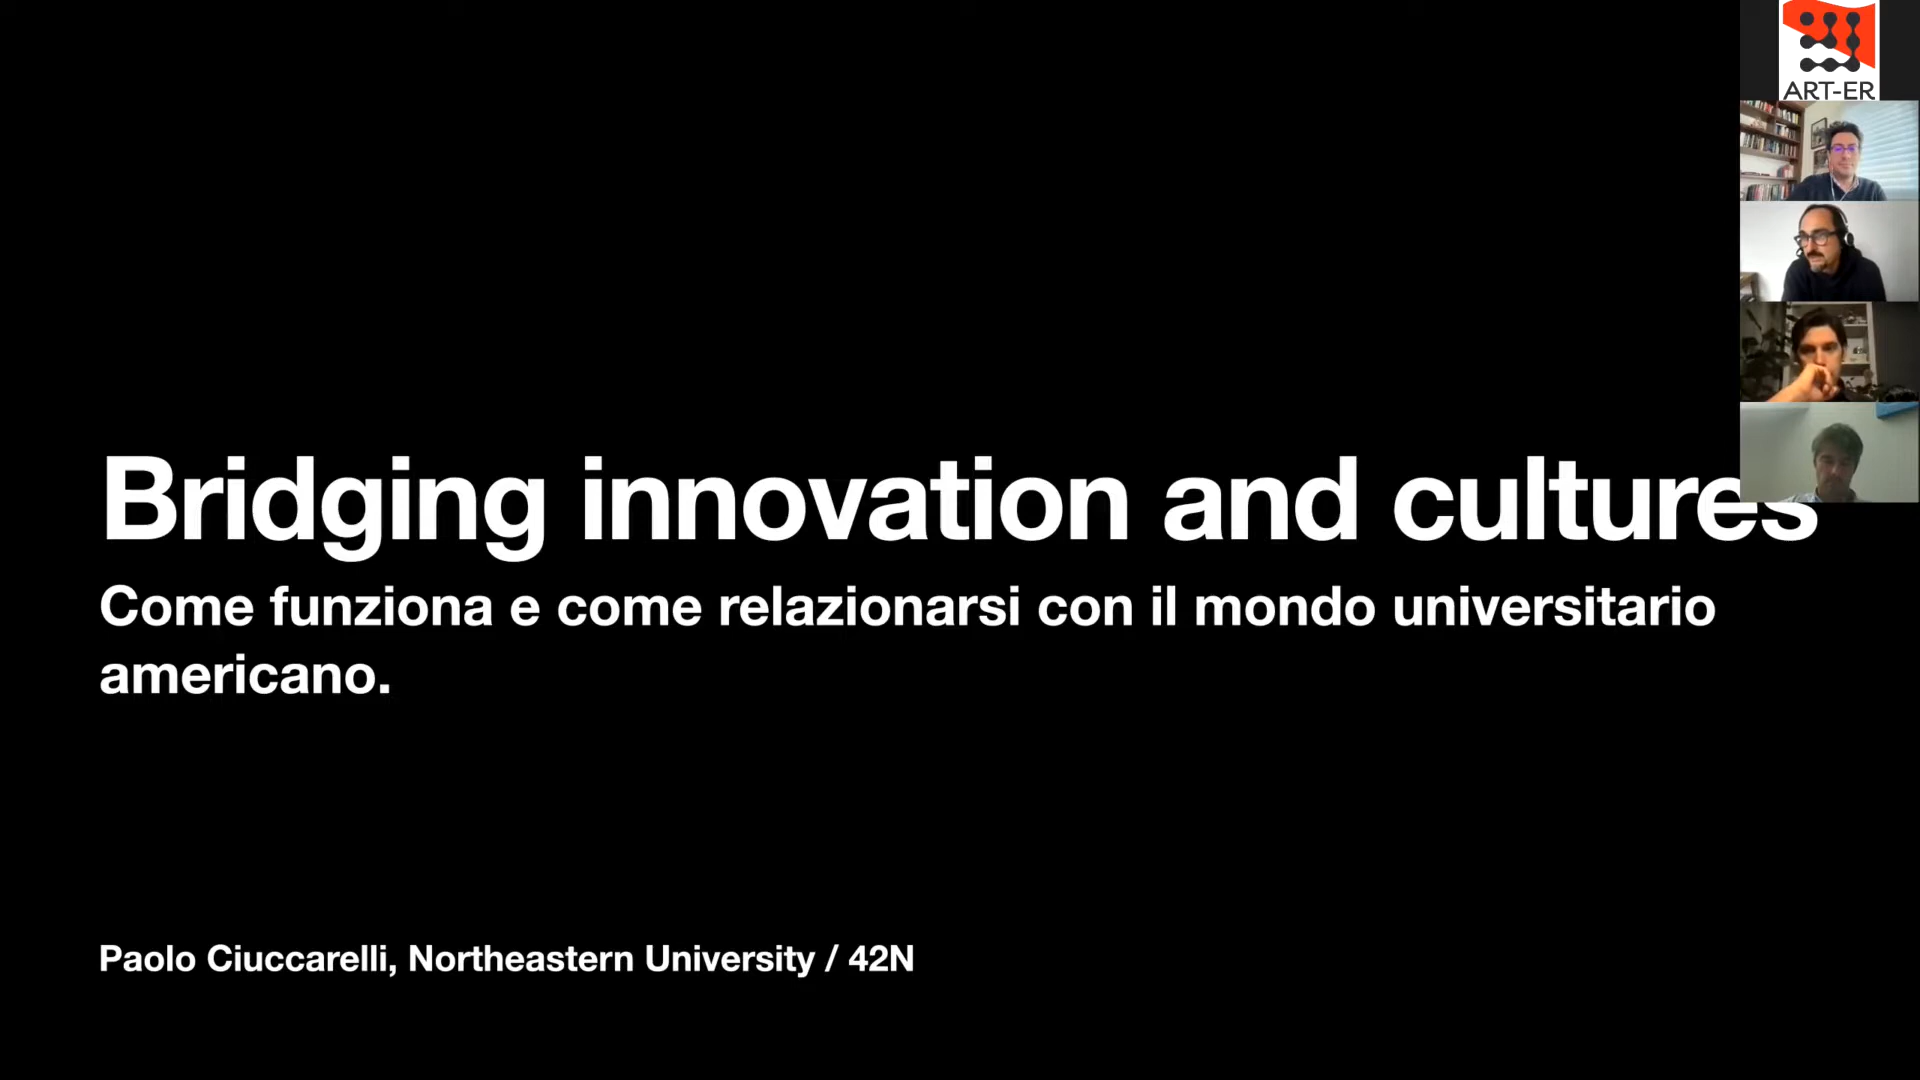 ART-ER
Bridging innovation and cultures
Come funziona e come relazionarsi con il mondo universitario
americano.
Paolo Ciuccarelli, Northeastern University / 42N